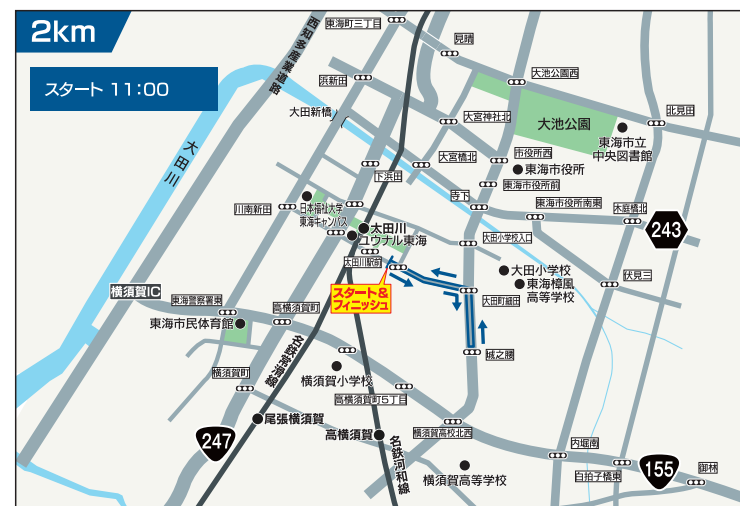 2km
スタート 11:00
西知多産業道路
東海町三丁目
見晴
浜新田
大池公園西
大田新橋
大宮神社北
大池公園
北見田
東海市立
中央図書館
大田川
大宮橋北
市役所西
東海市役所
下浜田
東海市役所前
日本福祉大学
東海キャンパス
川南新田
寺下
東海市役所南東
木庭橋北
243
太田川
ユウナル東海
大田小学校入口
太田川駅前
大田小学校
東海樟風
高等学校
伏見三
横須賀IC
スタート&
フィニッシュ
東海警察署東
高横須賀町
大田町細田
東海市民体育館
名鉄常滑線
城之腰
横須賀町
横須賀小学校
高横須賀町5丁目
尾張横須賀
247
高横須賀
横須賀高校北西
名鉄河和線
内堀南
横須賀高等学校
白拍子橋東
155
御林